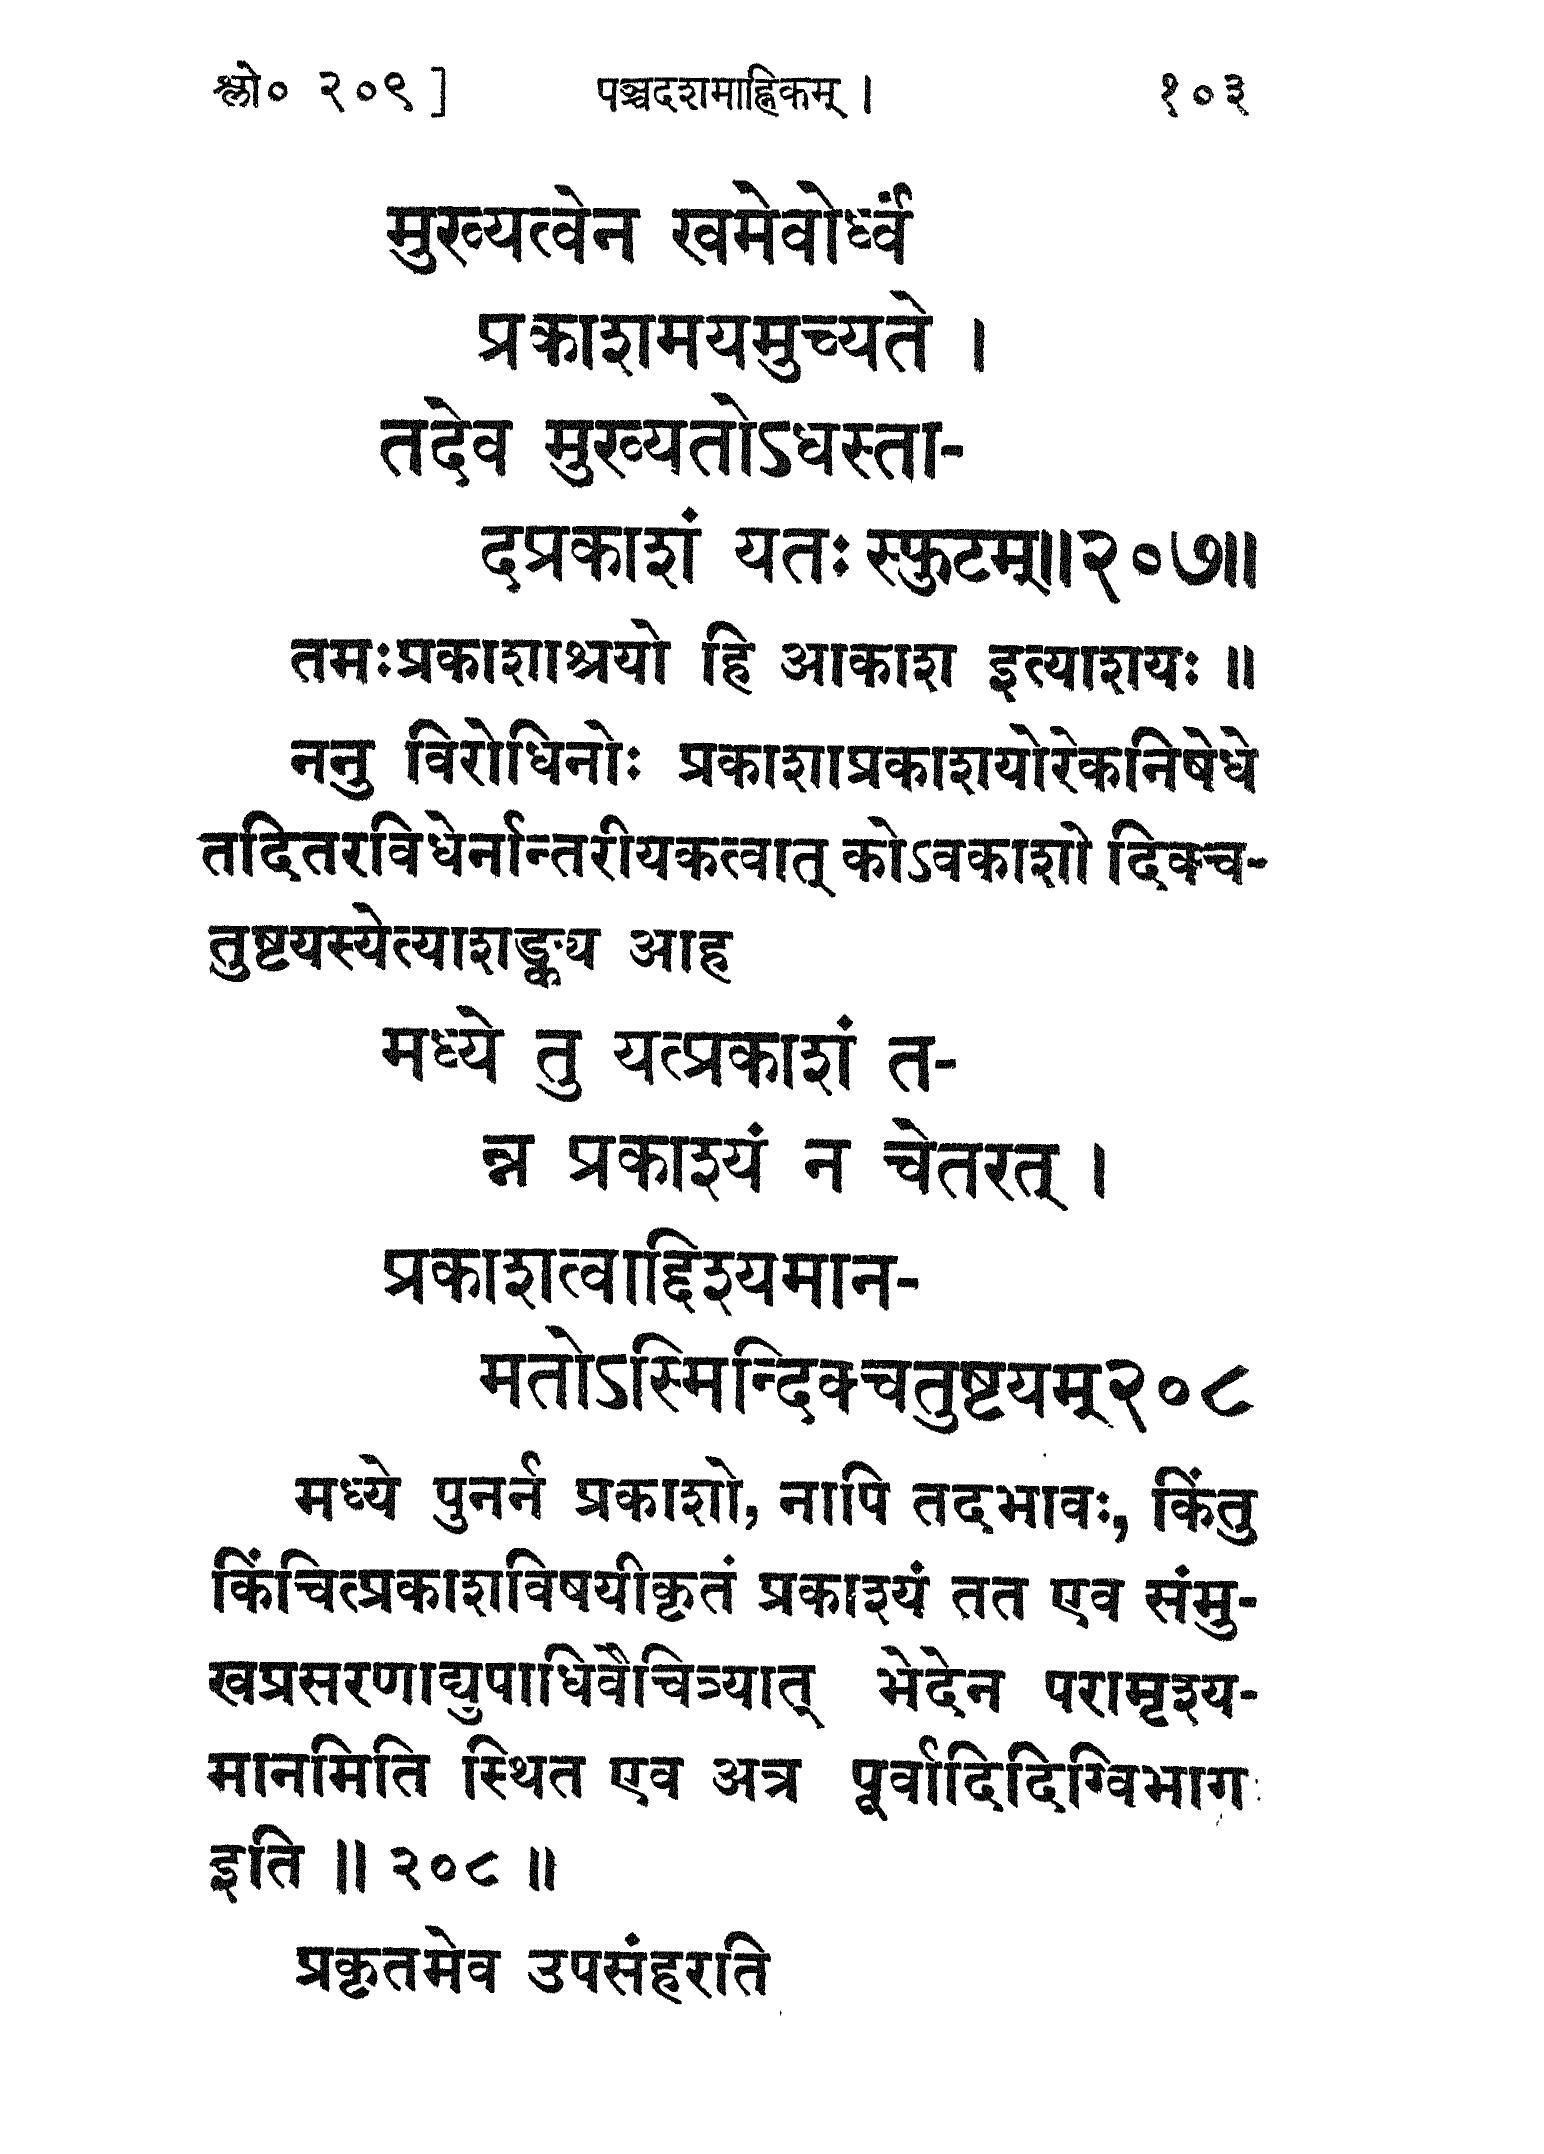 श्लो० २०९] पञ्चदशमाह्निकम् । १०३
मुख्यत्वेन खमेवोर्ध्वं
प्रकाशमयमुच्यते ।
तदेव मुख्यतोऽधस्ता-
दप्रकाशं यतः स्फुटम्॥२०७॥
तमःप्रकाशाश्रयो हि आकाश इत्याशयः ॥
ननु विरोधिनोः प्रकाशाप्रकाशयोरेकनिषेधे
तदितरविधेर्नान्तरीयकत्वात् कोऽवकाशो दिक्च-
तुष्टयस्येत्याशङ्क्य आह
मध्ये तु यत्प्रकाशं त-
न्न प्रकाश्यं न चेतरत् ।
प्रकाशत्वाद्दिश्यमान-
मतोऽस्मिन्दिक्चतुष्टयम्२०८
मध्ये पुनर्न प्रकाशो, नापि तदभावः, किंतु
किंचित्प्रकाशविषयीकृतं प्रकाश्यं तत एव संमु-
खप्रसरणाद्युपाधिवैचित्र्यात् भेदेन परामृश्य-
मानमिति स्थित एव अत्र पूर्वादिदिग्विभाग
इति ॥ २०८ ॥
प्रकृतमेव उपसंहरति